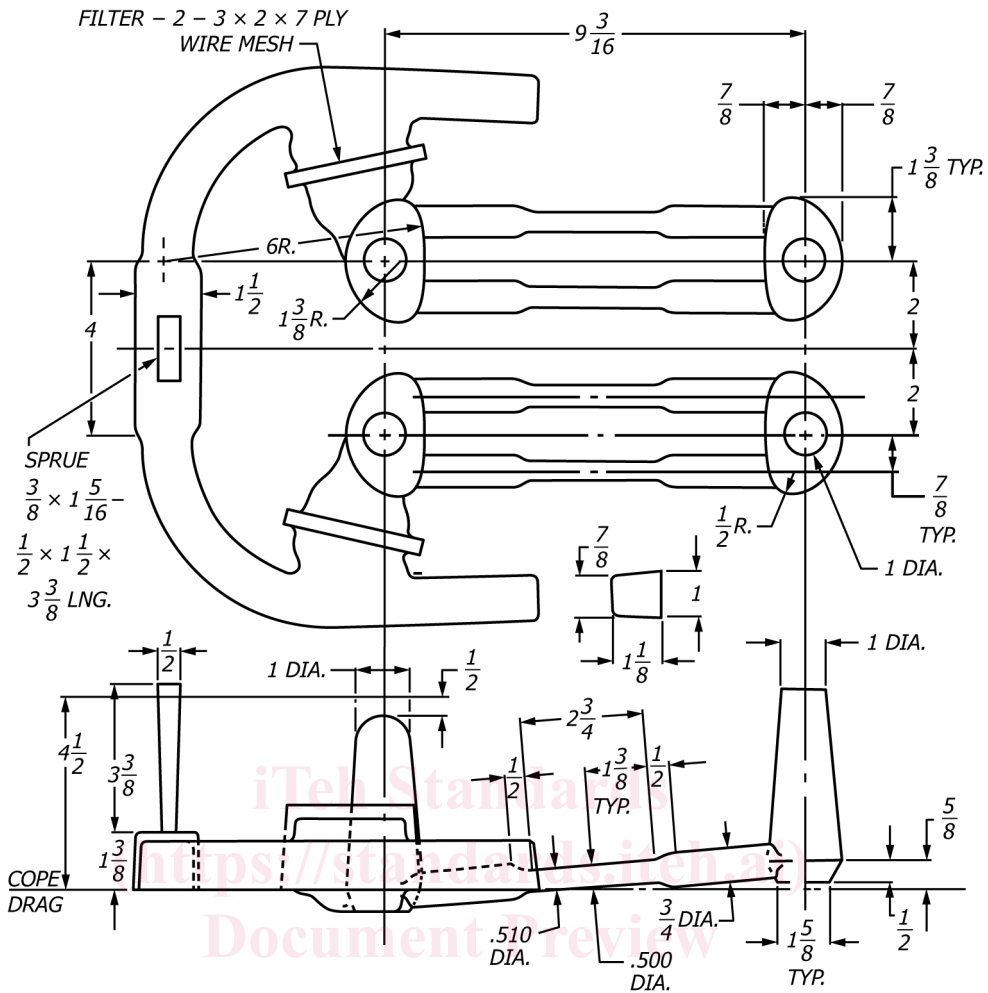 FILTER – 2 – 3 × 2 × 7 PLY
WIRE MESH
9 3/16
7/8
7/8
1 3/8 TYP.
6R.
1 1/2
1 3/8 R.
4
2
2
SPRUE
3/8 × 1 5/16 –
1/2 × 1 1/2 ×
3 3/8 LNG.
7/8
TYP.
1/2 R.
1 DIA.
7/8
1
1 1/8
1/2
1 DIA.
1/2
1 DIA.
4 1/2
3 3/8
2 3/4
1/2
1 3/8
TYP.
1/2
iTeh Standards
1 3/8
5/8
(https://standards.iteh.ai)
COPE
DRAG
Document Preview
.510
DIA.
.500
DIA.
3/4 DIA.
1 5/8
TYP.
1/2